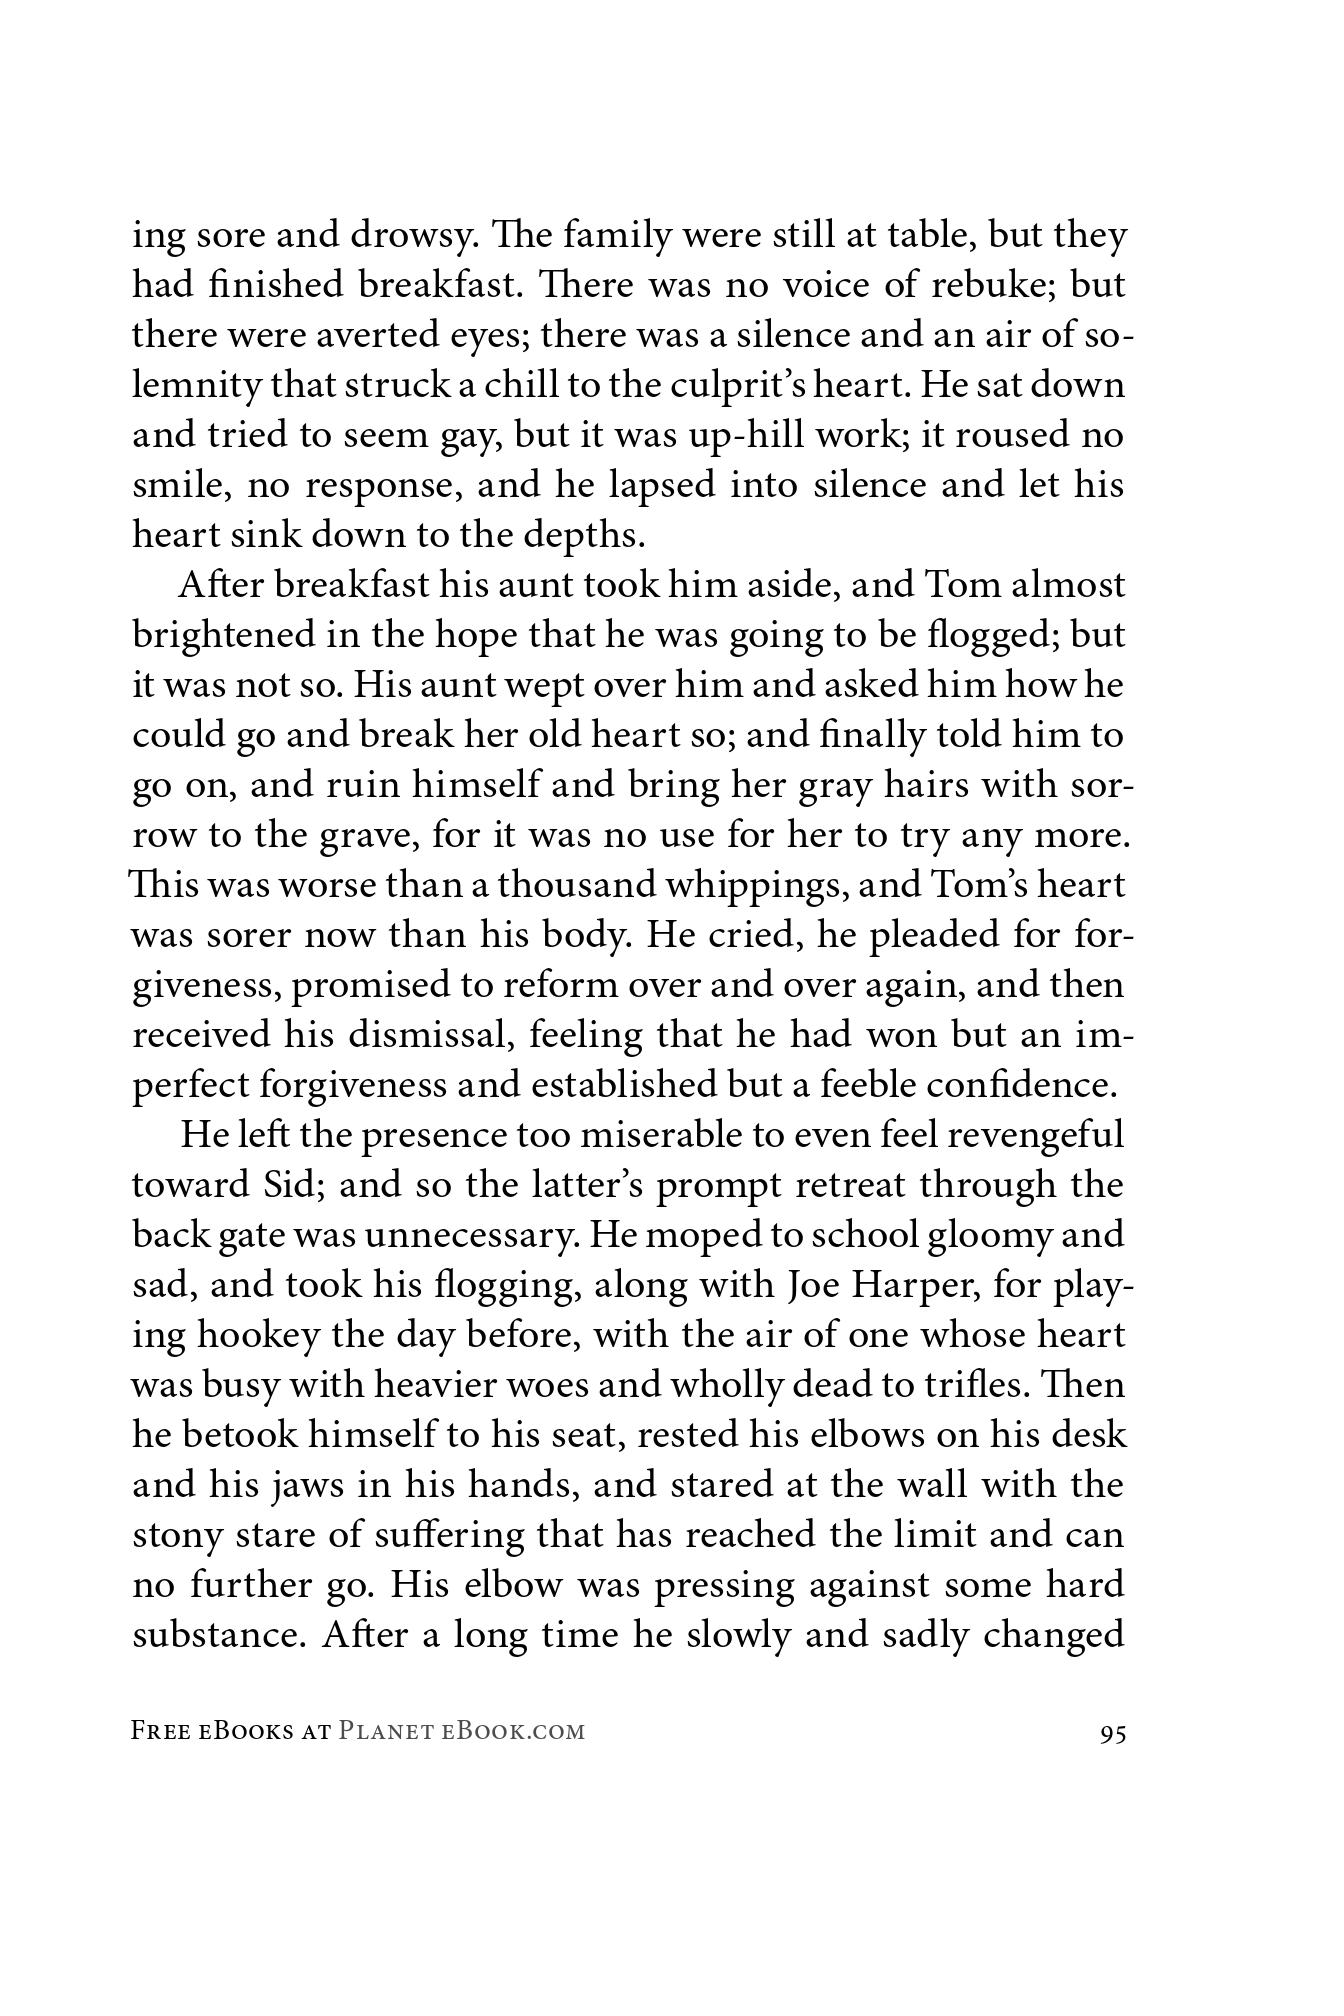 ing sore and drowsy. The family were still at table, but they
had finished breakfast. There was no voice of rebuke; but
there were averted eyes; there was a silence and an air of so-
lemnity that struck a chill to the culprit’s heart. He sat down
and tried to seem gay, but it was up-hill work; it roused no
smile, no response, and he lapsed into silence and let his
heart sink down to the depths.
After breakfast his aunt took him aside, and Tom almost
brightened in the hope that he was going to be flogged; but
it was not so. His aunt wept over him and asked him how he
could go and break her old heart so; and finally told him to
go on, and ruin himself and bring her gray hairs with sor-
row to the grave, for it was no use for her to try any more.
This was worse than a thousand whippings, and Tom’s heart
was sorer now than his body. He cried, he pleaded for for-
giveness, promised to reform over and over again, and then
received his dismissal, feeling that he had won but an im-
perfect forgiveness and established but a feeble confidence.
He left the presence too miserable to even feel revengeful
toward Sid; and so the latter’s prompt retreat through the
back gate was unnecessary. He moped to school gloomy and
sad, and took his flogging, along with Joe Harper, for play-
ing hookey the day before, with the air of one whose heart
was busy with heavier woes and wholly dead to trifles. Then
he betook himself to his seat, rested his elbows on his desk
and his jaws in his hands, and stared at the wall with the
stony stare of suffering that has reached the limit and can
no further go. His elbow was pressing against some hard
substance. After a long time he slowly and sadly changed
Free eBooks at Planet eBook.com 95